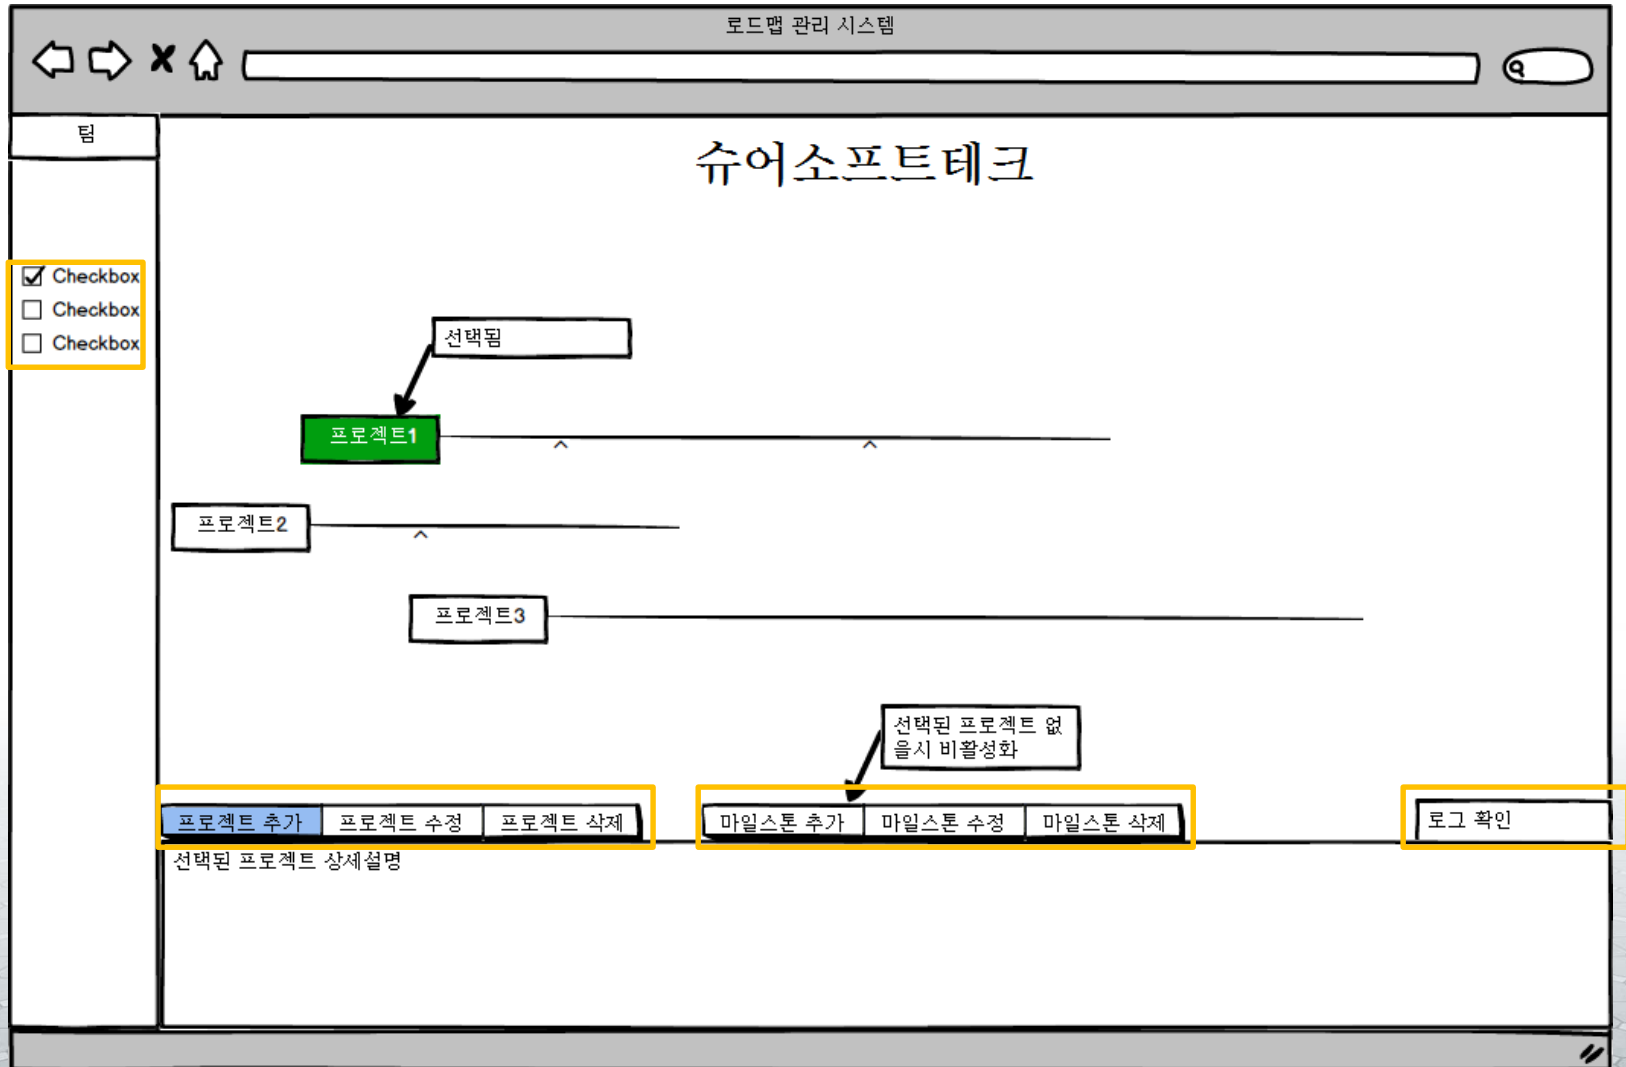 로드맵 관리 시스템
팀
슈어소프트테크
Checkbox
Checkbox
Checkbox
선택됨
프로젝트1
프로젝트2
프로젝트3
선택된 프로젝트 없
을시 비활성화
프로젝트 추가
프로젝트 수정
프로젝트 삭제
마일스톤 추가
마일스톤 수정
마일스톤 삭제
로그 확인
선택된 프로젝트 상세설명